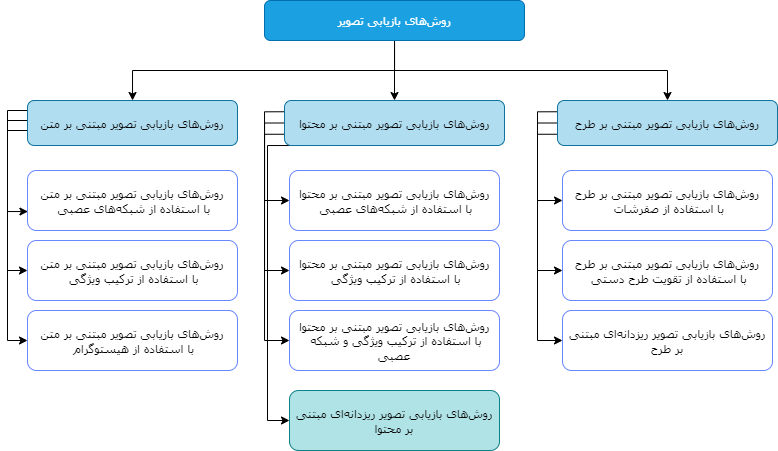 روش‌های بازیابی تصویر
روش‌های بازیابی تصویر مبتنی بر طرح
روش‌های بازیابی تصویر مبتنی بر محتوا
روش‌های بازیابی تصویر مبتنی بر متن
روش‌های بازیابی تصویر مبتنی بر طرح
با استفاده از صفرشات
روش‌های بازیابی تصویر مبتنی بر طرح
با استفاده از تقویت طرح دستی
روش‌های بازیابی تصویر ریزدانه‌ای مبتنی
بر طرح
روش‌های بازیابی تصویر مبتنی بر محتوا
با استفاده از شبکه‌های عصبی
روش‌های بازیابی تصویر مبتنی بر محتوا
با استفاده از ترکیب ویژگی
روش‌های بازیابی تصویر مبتنی بر محتوا
با استفاده از ترکیب ویژگی و شبکه
عصبی
روش‌های بازیابی تصویر ریزدانه‌ای مبتنی
بر محتوا
روش‌های بازیابی تصویر مبتنی بر متن
با استفاده از شبکه‌های عصبی
روش‌های بازیابی تصویر مبتنی بر متن
با استفاده از ترکیب ویژگی
روش‌های بازیابی تصویر مبتنی بر متن
با استفاده از هیستوگرام